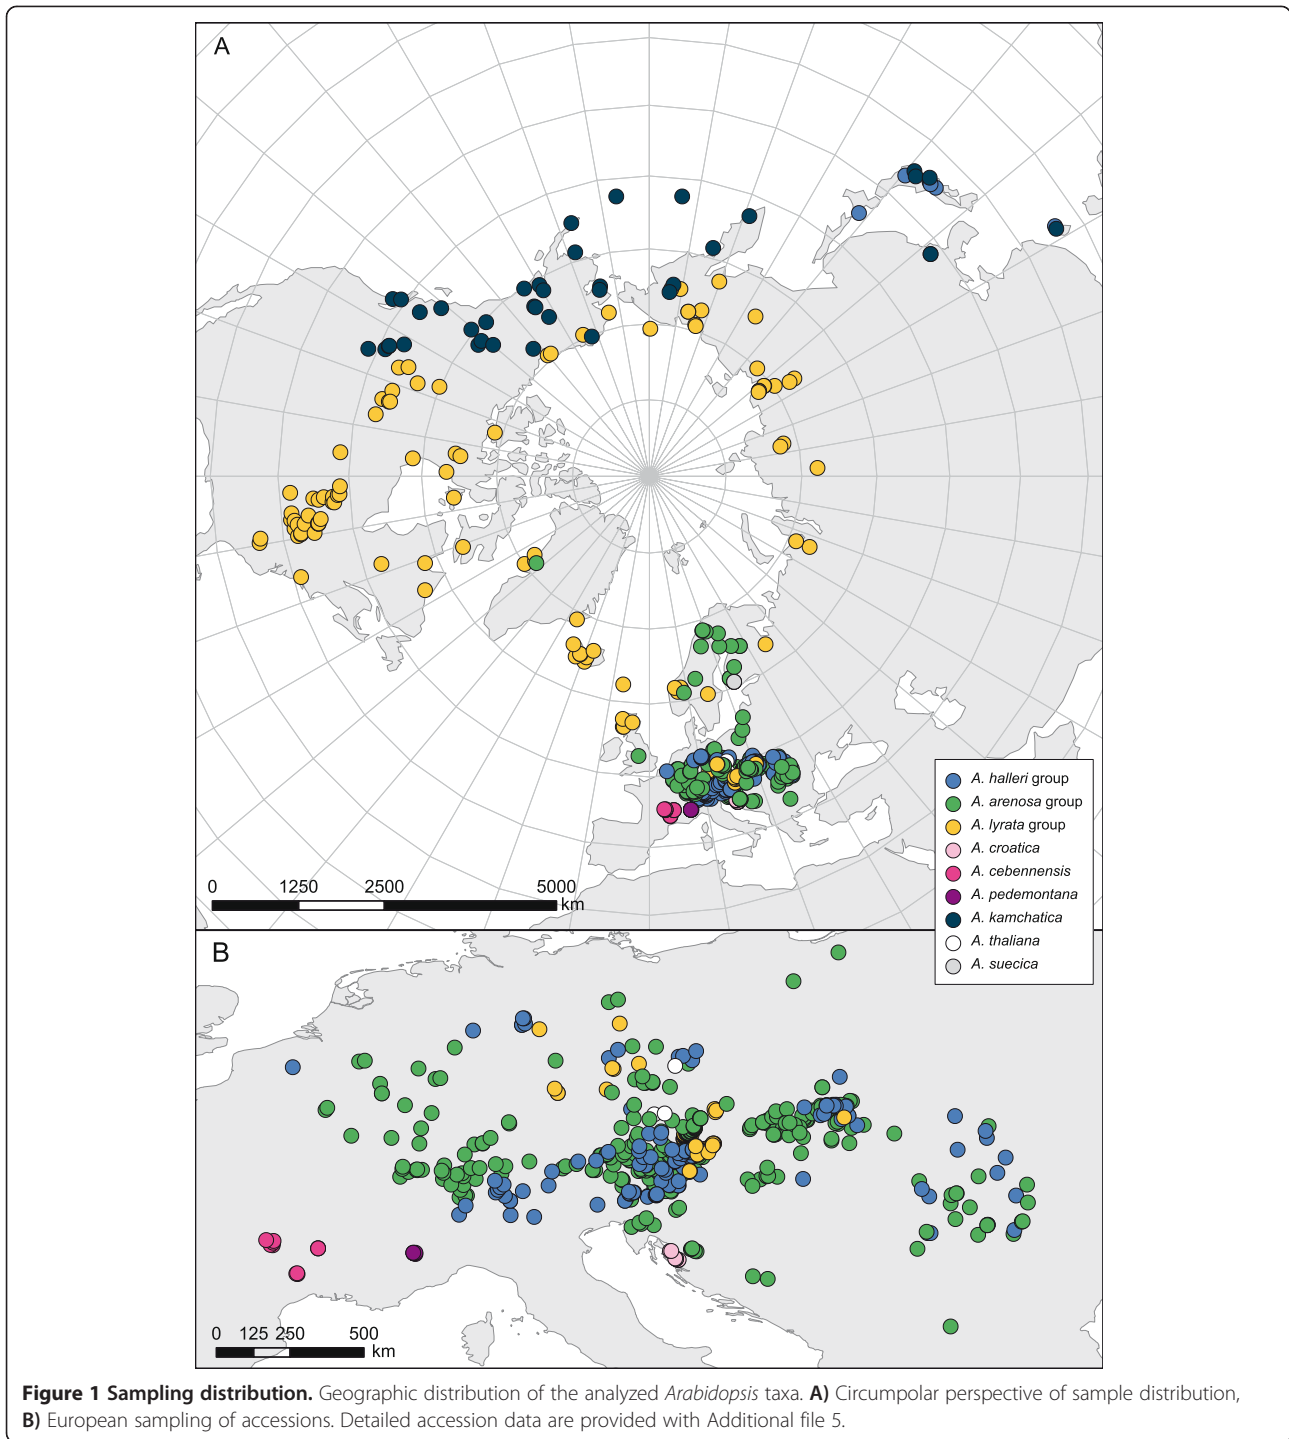 A
0 1250 2500 5000
km
A. halleri group
A. arenosa group
A. lyrata group
A. croatica
A. cebennensis
A. pedemontana
A. kamchatica
A. thaliana
A. suecica
B
0 125 250 500
km
Figure 1 Sampling distribution. Geographic distribution of the analyzed Arabidopsis taxa. A) Circumpolar perspective of sample distribution,
B) European sampling of accessions. Detailed accession data are provided with Additional file 5.